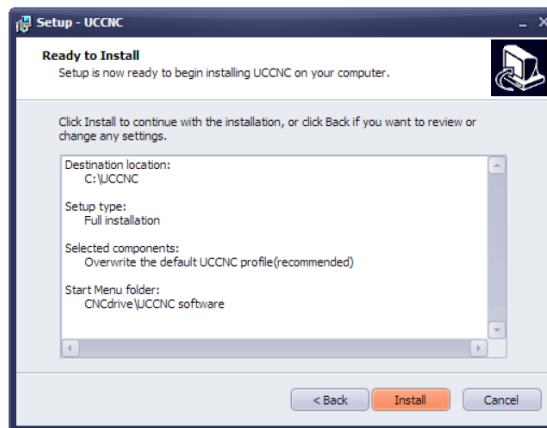 Setup - UCCNC
Ready to Install
Setup is now ready to begin installing UCCNC on your computer.
Click Install to continue with the installation, or click Back if you want to review or
change any settings.
Destination location:
C:\UCCNC
Setup type:
Full installation
Selected components:
Overwrite the default UCCNC profile(recommended)
Start Menu folder:
CNCdrive\UCCNC software
< Back
Install
Cancel